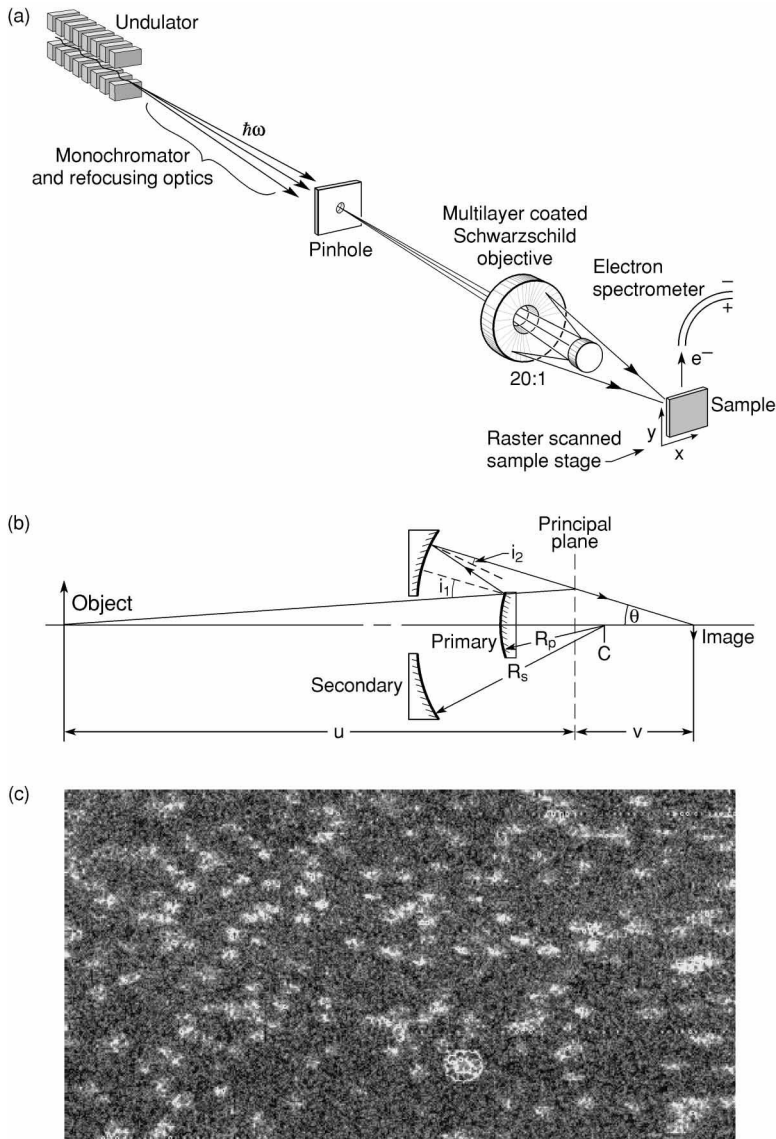 (a)
Undulator
ħω
Monochromator
and refocusing optics
Pinhole
Multilayer coated
Schwarzschild
objective
Electron
spectrometer
−
+
e−
20:1
Sample
y
x
Raster scanned
sample stage
(b)
Principal
plane
i2
Object
i1
θ
Primary
Rp
C
Image
Secondary
Rs
u
v
(c)